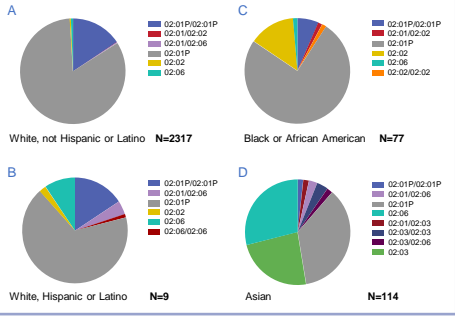 A
02:01P/02:01P
02:01/02:02
02:01/02:06
02:01P
02:02
02:06
White, not Hispanic or Latino N=2317
C
02:01P/02:01P
02:01/02:02
02:01P
02:02
02:06
02:02/02:02
Black or African American N=77
B
02:01P/02:01P
02:01/02:06
02:01P
02:02
02:06
02:06/02:06
White, Hispanic or Latino N=9
D
02:01P/02:01P
02:01/02:06
02:01P
02:06
02:01/02:03
02:03/02:03
02:03/02:06
02:03
Asian N=114